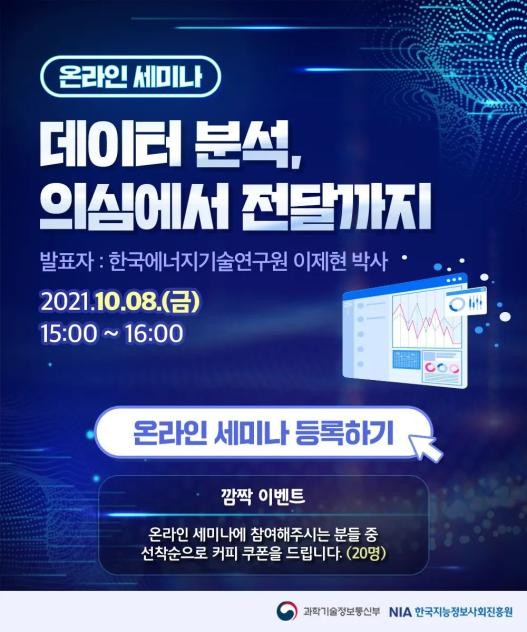 온라인 세미나
데이터 분석,
의심에서 전달까지
발표자 : 한국에너지기술연구원 이제현 박사
2021.10.08.(금)
15:00 ~ 16:00
온라인 세미나 등록하기
깜짝 이벤트
온라인 세미나에 참여해주시는 분들 중
선착순으로 커피 쿠폰을 드립니다. (20명)
과학기술정보통신부 NIA 한국지능정보사회진흥원